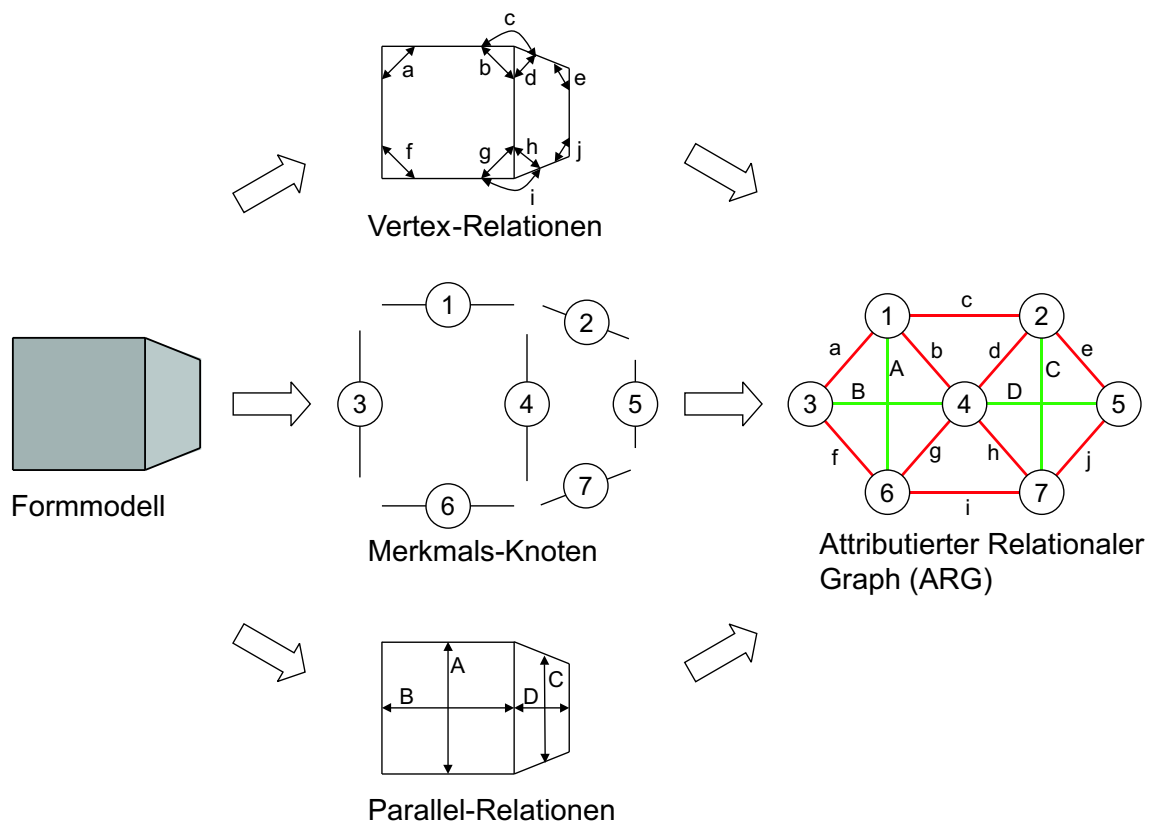 c
a
b
d
e
f
g
h
j
i
Vertex-Relationen
Formmodell
1
2
3
4
5
6
7
Merkmals-Knoten
c
1
2
a
b
d
e
A
C
B
D
3
4
5
f
g
h
j
6
7
i
Attributierter Relationaler
Graph (ARG)
A
B
C
D
Parallel-Relationen